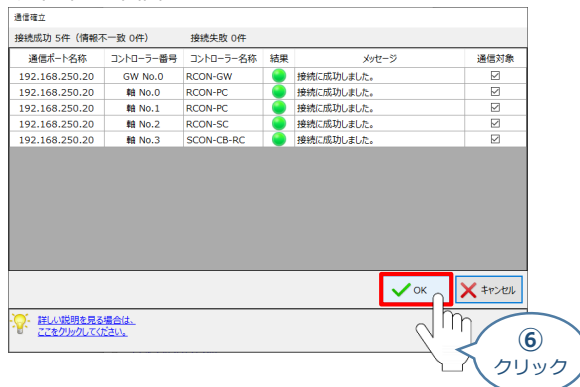 通信確立
接続成功 5件（情報不一致 0件） 接続失敗 0件
通信ポート名称 コントローラー番号 コントローラー名称 結果 メッセージ 通信対象
192.168.250.20 GW No.0 RCON-GW 接続に成功しました。
192.168.250.20 軸 No.0 RCON-PC 接続に成功しました。
192.168.250.20 軸 No.1 RCON-PC 接続に成功しました。
192.168.250.20 軸 No.2 RCON-SC 接続に成功しました。
192.168.250.20 軸 No.3 SCON-CB-RC 接続に成功しました。
OK キャンセル
詳しい説明を見る場合は、
ここをクリックしてください。
⑥
クリック